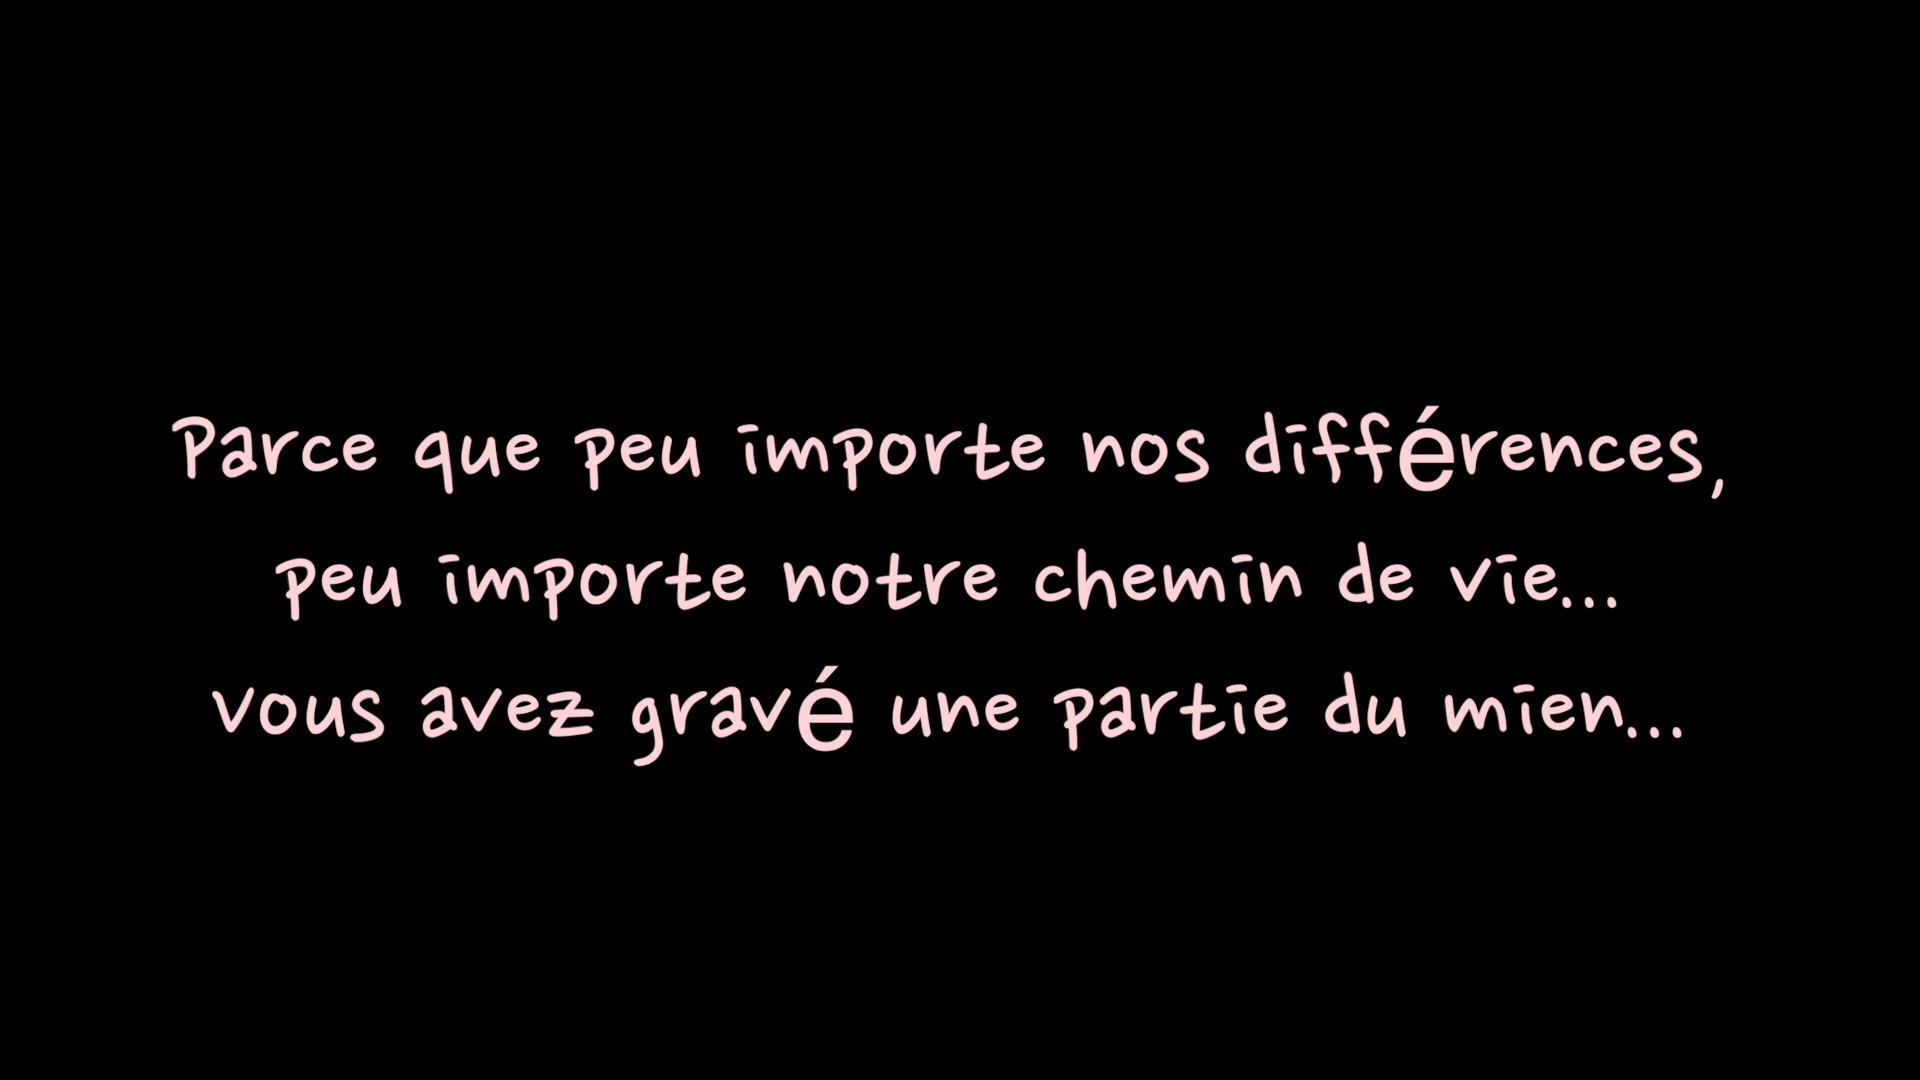 Parce que peu importe nos différences,
peu importe notre chemin de vie...
vous avez gravé une partie du mien...